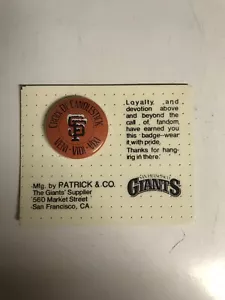 CROIX DE CANDLESTICK
SF
VENI · VIDI · VIXI
Loyalty and
devotion above
and beyond the
call of fandom,
have earned you
this badge-wear
it with pride.
Thanks for hang-
ing in there.
Mfg. by PATRICK & CO.
The Giants' Supplier
560 Market Street
San Francisco, CA
SAN FRANCISCO
GIANTS